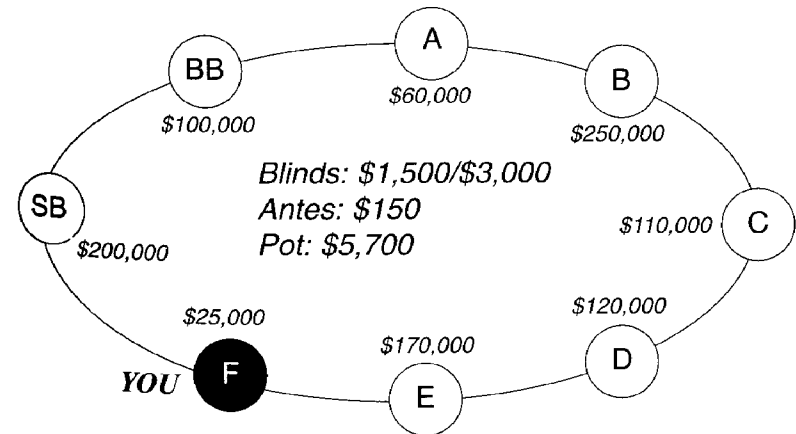 A
BB
B
$60,000
$100,000
$250,000
Blinds: $1,500/$3,000
SB
Antes: $150
$110,000
C
Pot: $5,700
$200,000
$25,000
$120,000
$170,000
D
YOU
F
E